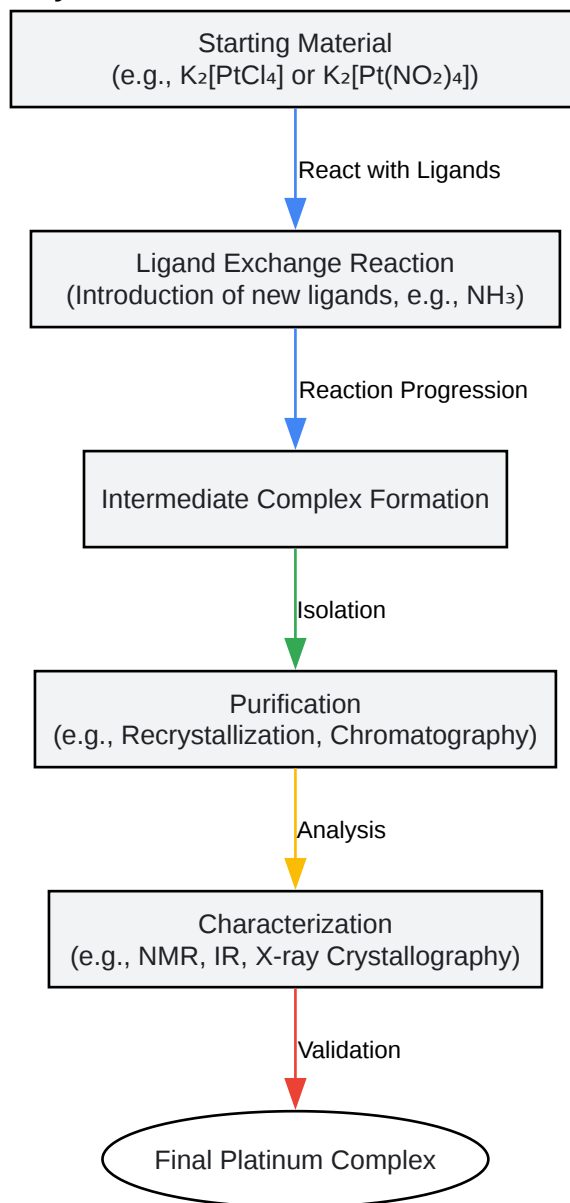 Starting Material
(e.g., K₂[PtCl₄] or K₂[Pt(NO₂)₄])
React with Ligands
Ligand Exchange Reaction
(Introduction of new ligands, e.g., NH₃)
Reaction Progression
Intermediate Complex Formation
Isolation
Purification
(e.g., Recrystallization, Chromatography)
Analysis
Characterization
(e.g., NMR, IR, X-ray Crystallography)
Validation
Final Platinum Complex